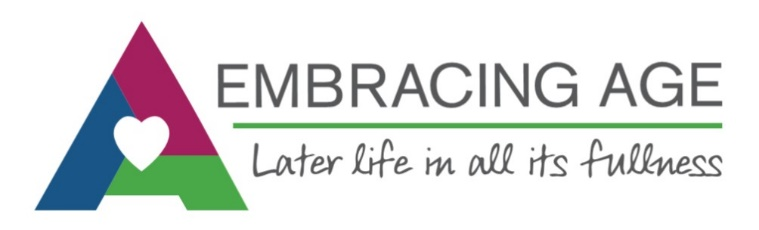 EMBRACING AGE
Later life in all its fullness